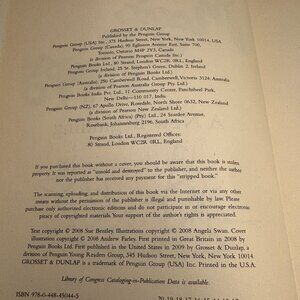 GROSSET & DUNLAP
Published by the Penguin Group
Penguin Group (USA) Inc., 375 Hudson Street, New York, New York 10014, USA
Penguin Group (Canada), 90 Eglinton Avenue East, Suite 700,
Toronto, Ontario M4P 2Y3, Canada
(a division of Pearson Penguin Canada Inc.)
Penguin Books Ltd., 80 Strand, London WC2R 0RL, England
Penguin Group Ireland, 25 St. Stephen's Green, Dublin 2, Ireland
(a division of Penguin Books Ltd.)
Penguin Group (Australia), 250 Camberwell Road, Camberwell, Victoria 3124, Australia
(a division of Pearson Australia Group Pty. Ltd.)
Penguin Books India Pvt. Ltd., 11 Community Centre, Panchsheel Park,
New Delhi—110 017, India
Penguin Group (NZ), 67 Apollo Drive, Rosedale, North Shore 0632, New Zealand
(a division of Pearson New Zealand Ltd.)
Penguin Books (South Africa) (Pty.) Ltd., 24 Sturdee Avenue,
Rosebank, Johannesburg 2196, South Africa
Penguin Books Ltd., Registered Offices:
80 Strand, London WC2R 0RL, England
If you purchased this book without a cover, you should be aware that this book is stolen
property. It was reported as "unsold and destroyed" to the publisher, and neither the author
nor the publisher has received any payment for this "stripped book."
The scanning, uploading, and distribution of this book via the Internet or via any other
means without the permission of the publisher is illegal and punishable by law. Please
purchase only authorized electronic editions and do not participate in or encourage electronic
piracy of copyrighted materials. Your support of the author's rights is appreciated.
Text copyright © 2008 Sue Bentley. Illustrations copyright © 2008 Angela Swan. Cover
illustration copyright © 2008 Andrew Farley. First printed in Great Britain in 2008 by
Penguin Books Ltd. First published in the United States in 2009 by Grosset & Dunlap, a
division of Penguin Young Readers Group, 345 Hudson Street, New York, New York 10014.
GROSSET & DUNLAP is a trademark of Penguin Group (USA) Inc. Printed in the U.S.A.
Library of Congress Cataloging-in-Publication Data is available.
ISBN 978-0-448-45044-5